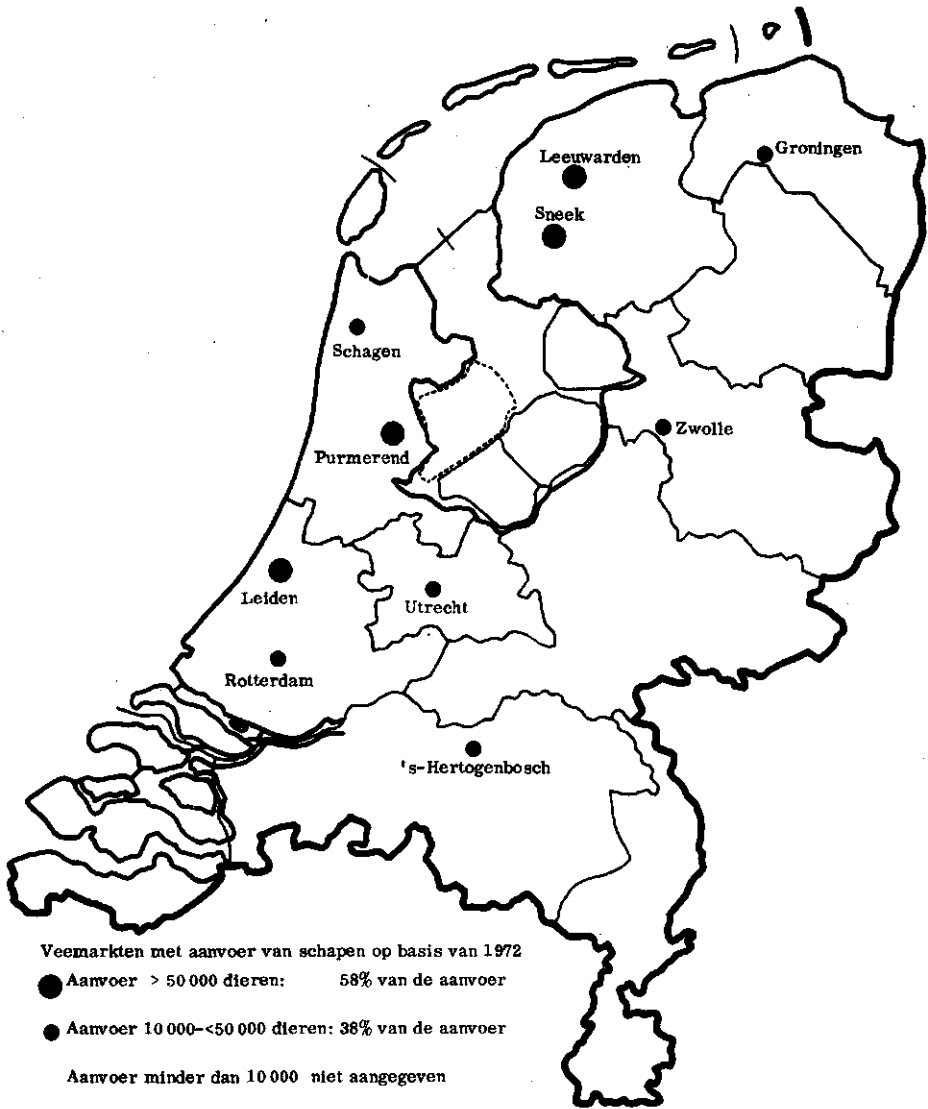 Groningen
Leeuwarden
Sneek
Schagen
Zwolle
Purmerend
Leiden
Utrecht
Rotterdam
's-Hertogenbosch
Veemarkten met aanvoer van schapen op basis van 1972
Aanvoer > 50 000 dieren: 58% van de aanvoer
Aanvoer 10 000-<50 000 dieren: 38% van de aanvoer
Aanvoer minder dan 10 000 niet aangegeven